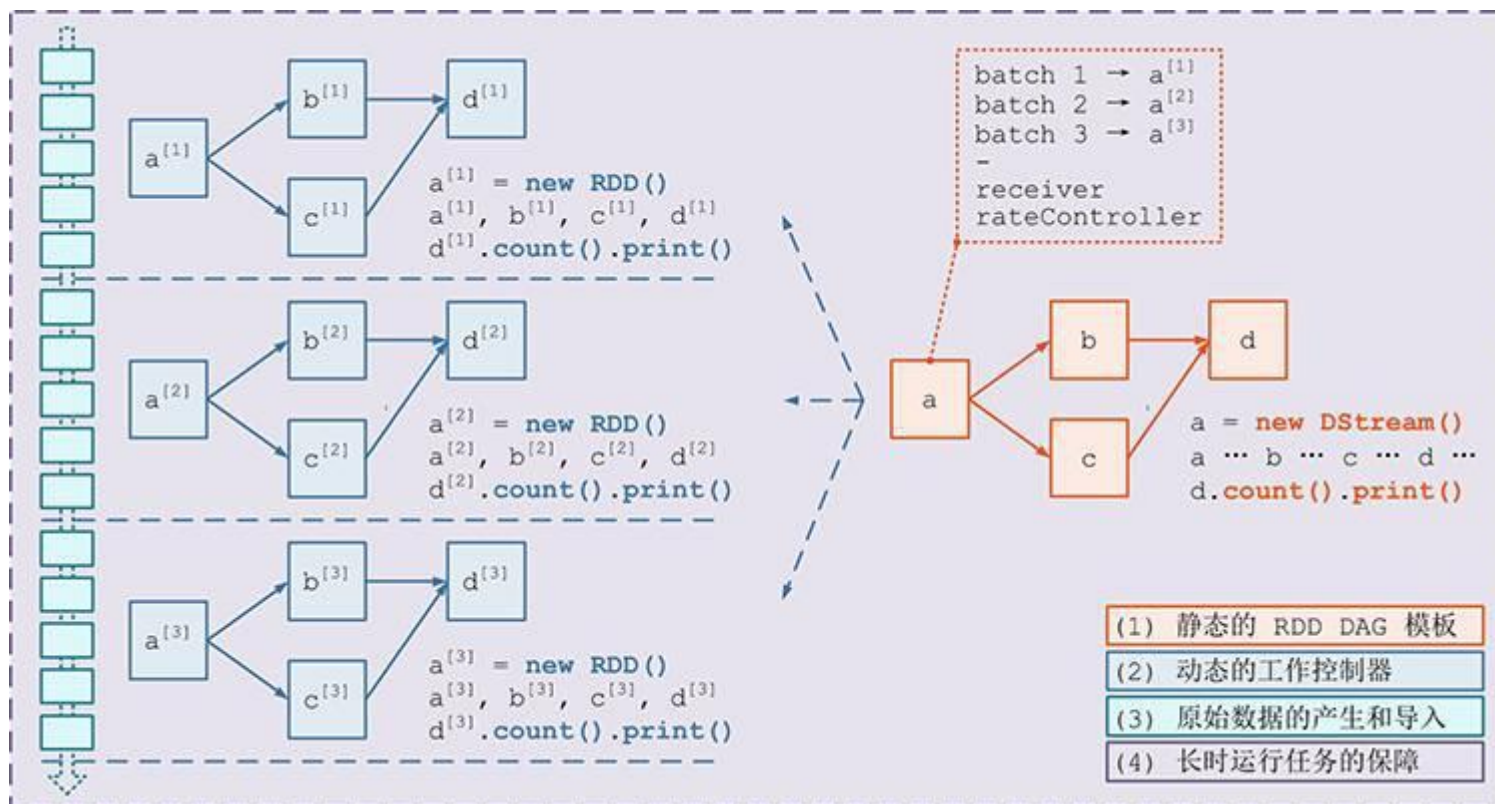 a[1]
b[1]
c[1]
d[1]
a[1] = new RDD()
a[1], b[1], c[1], d[1]
d[1].count().print()
a[2]
b[2]
c[2]
d[2]
a[2] = new RDD()
a[2], b[2], c[2], d[2]
d[2].count().print()
a[3]
b[3]
c[3]
d[3]
a[3] = new RDD()
a[3], b[3], c[3], d[3]
d[3].count().print()
batch 1 → a[1]
batch 2 → a[2]
batch 3 → a[3]
-
receiver
rateController
a
b
c
d
a = new DStream()
a … b … c … d …
d.count().print()
(1) 静态的 RDD DAG 模板
(2) 动态的工作控制器
(3) 原始数据的产生和导入
(4) 长时运行任务的保障